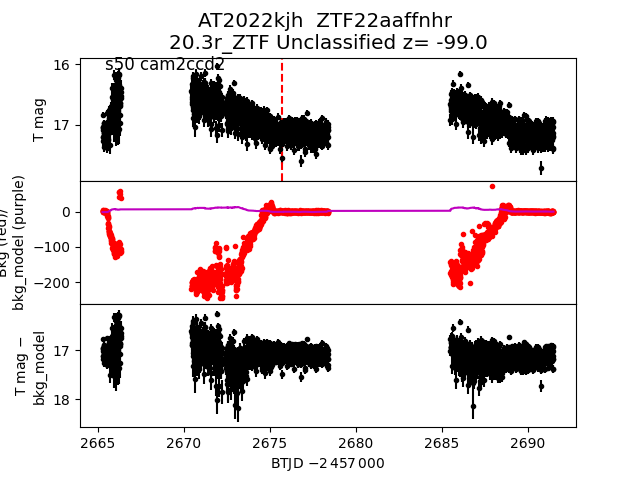 AT2022kjh  ZTF22aaffnhr
20.3r_ZTF Unclassified z= -99.0
s50 cam2ccd2
16
17
T mag
0
−100
−200
Bkg (red)/
bkg_model (purple)
17
18
T mag −
bkg_model
2665 2670 2675 2680 2685 2690
BTJD −2 457 000